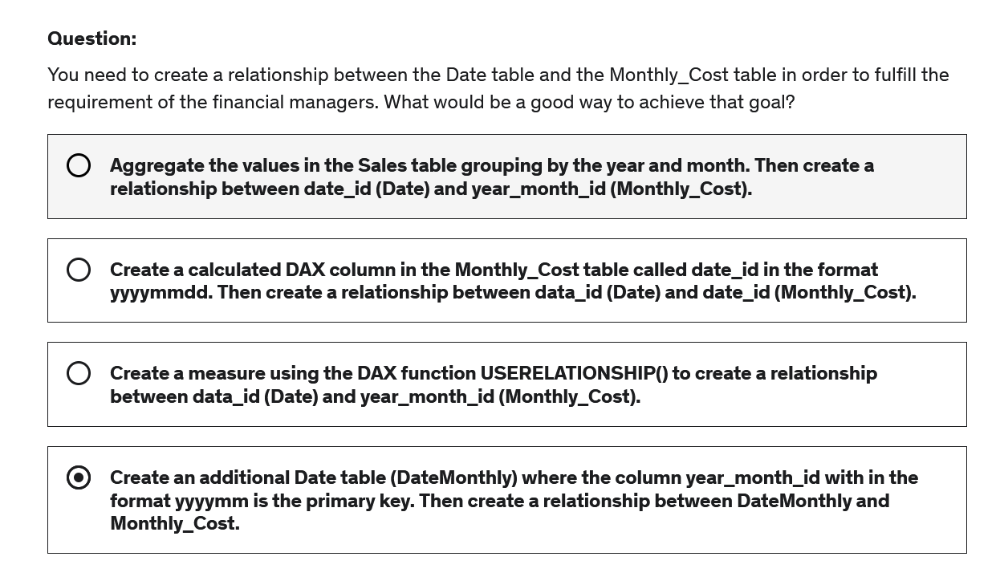 Question:
You need to create a relationship between the Date table and the Monthly_Cost table in order to fulfill the
requirement of the financial managers. What would be a good way to achieve that goal?
Aggregate the values in the Sales table grouping by the year and month. Then create a
relationship between date_id (Date) and year_month_id (Monthly_Cost).
Create a calculated DAX column in the Monthly_Cost table called date_id in the format
yyyymmdd. Then create a relationship between data_id (Date) and date_id (Monthly_Cost).
Create a measure using the DAX function USERELATIONSHIP() to create a relationship
between data_id (Date) and year_month_id (Monthly_Cost).
Create an additional Date table (DateMonthly) where the column year_month_id with in the
format yyyymm is the primary key. Then create a relationship between DateMonthly and
Monthly_Cost.